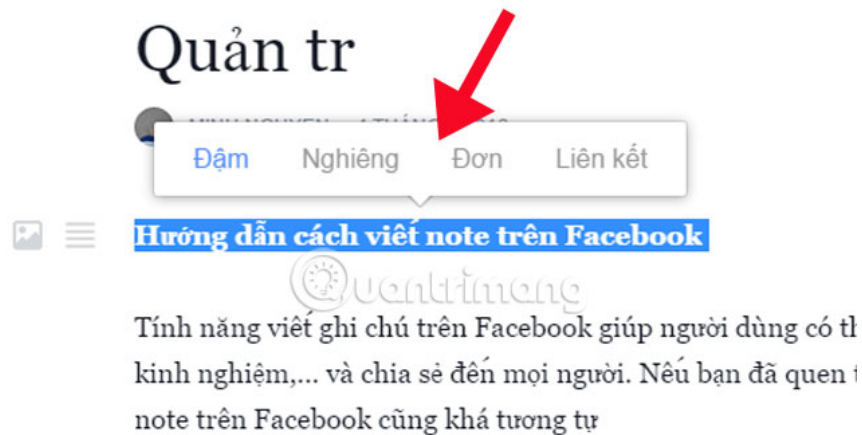 Quản tr
Đậm Nghiêng Đơn Liên kết
Hướng dẫn cách viết note trên Facebook
Quantrimang
Tính năng viết ghi chú trên Facebook giúp người dùng có th
kinh nghiệm,... và chia sẻ đến mọi người. Nếu bạn đã quen t
note trên Facebook cũng khá tương tự